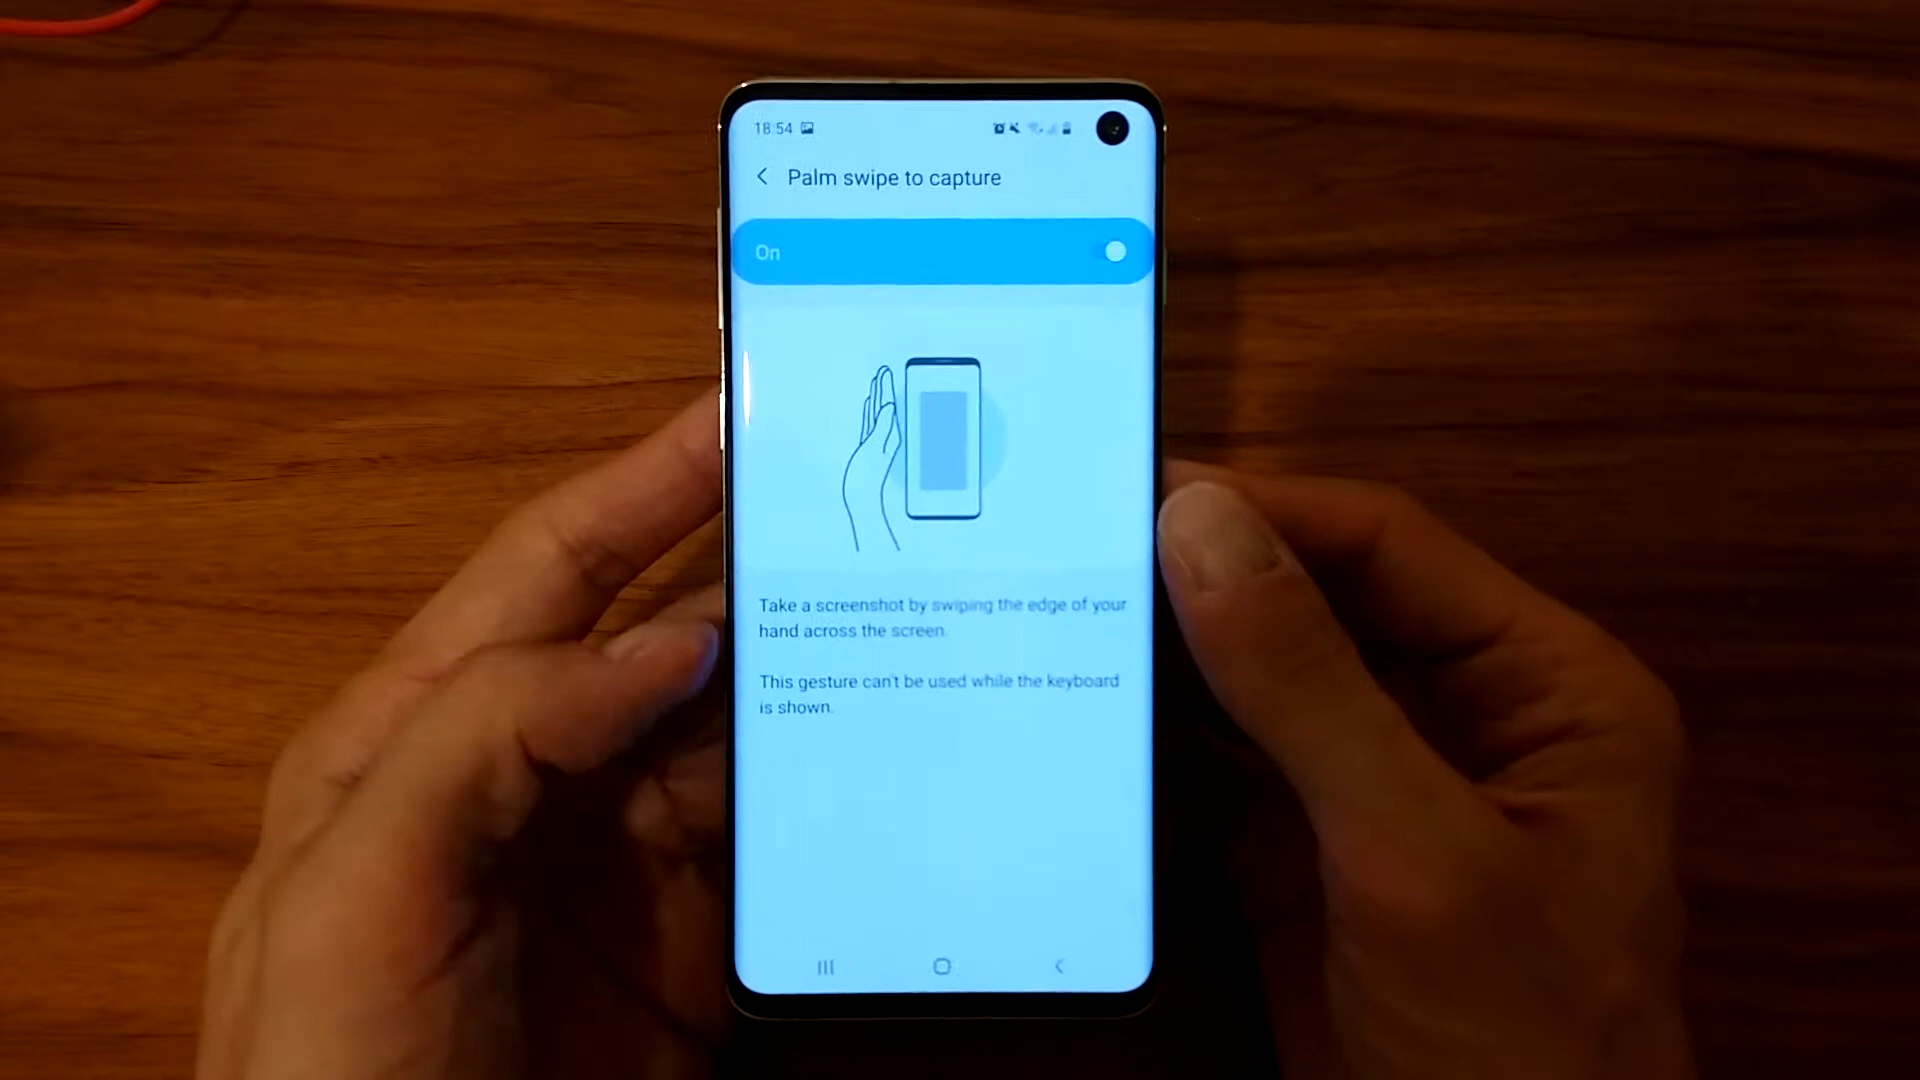 18:54
Palm swipe to capture
On
Take a screenshot by swiping the edge of your
hand across the screen.
This gesture can't be used while the keyboard
is shown.